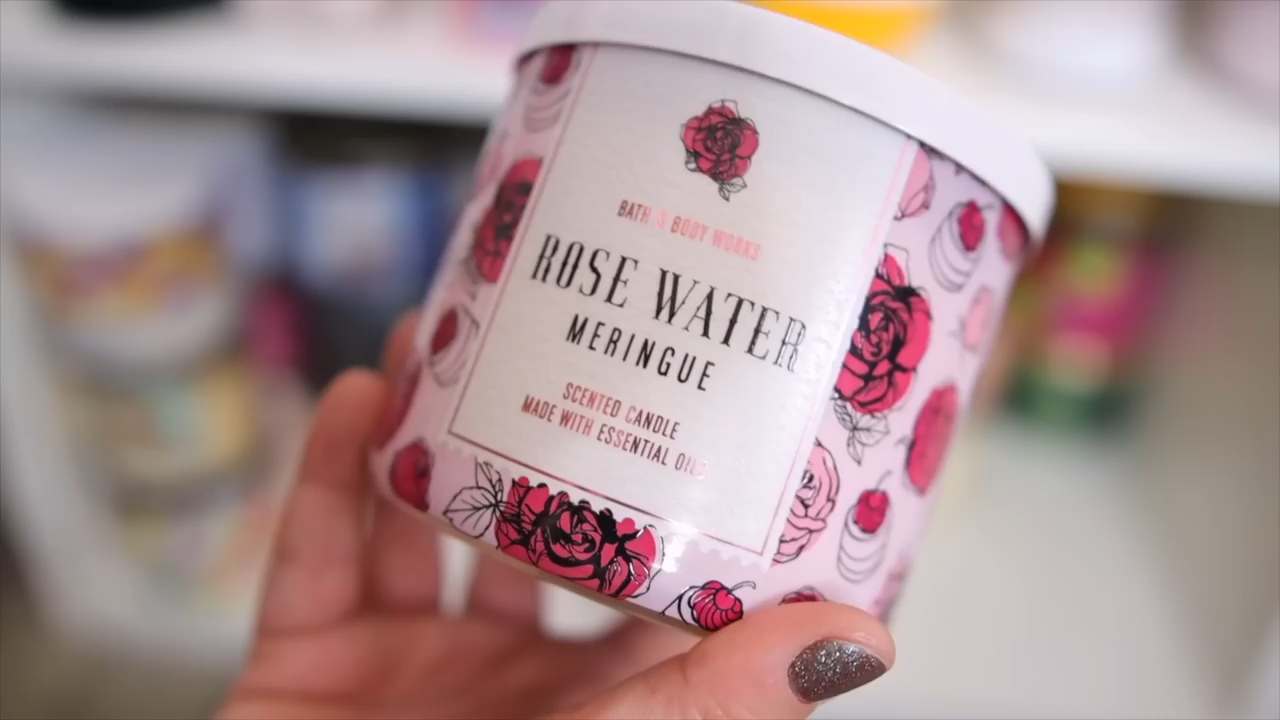 BATH & BODY WORKS
ROSE WATER
MERINGUE
SCENTED CANDLE
MADE WITH ESSENTIAL OILS